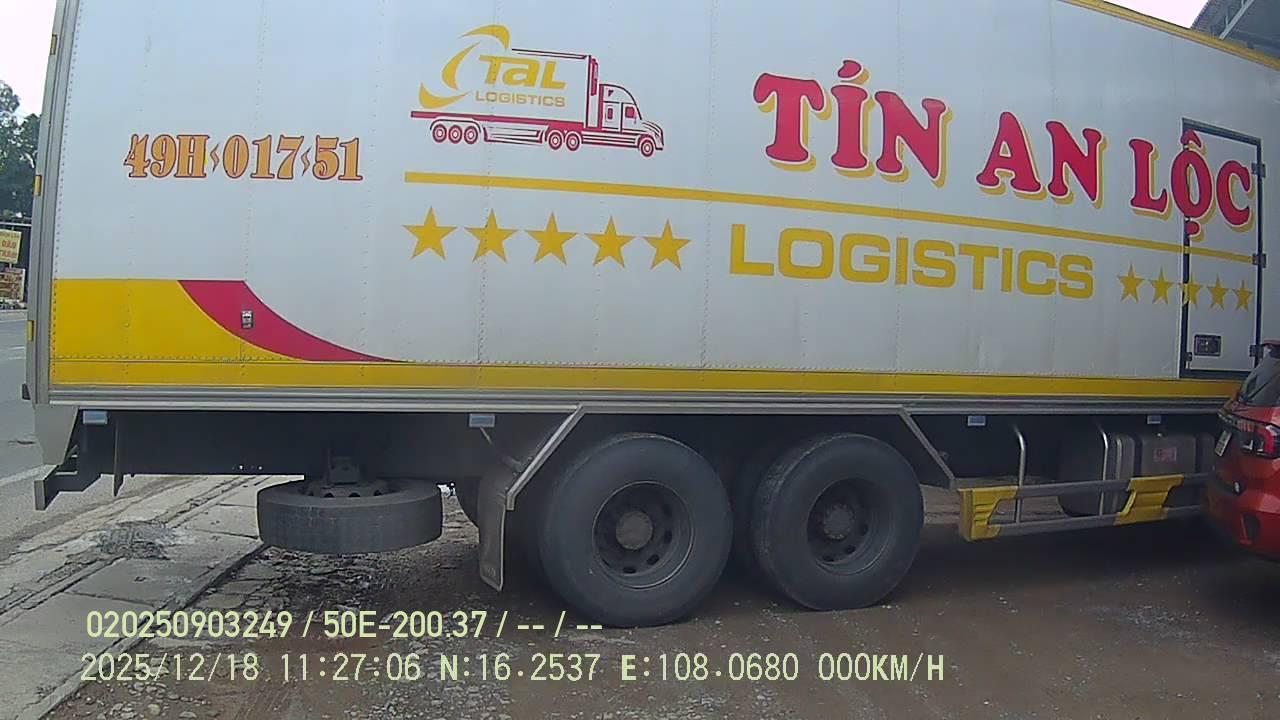 TaL
LOGISTICS
TÍN AN LỘC
49H-017-51
LOGISTICS
020250903249 / 50E-200.37 / -- / --
2025/12/18 11:27:06 N:16.2537 E:108.0680 000KM/H